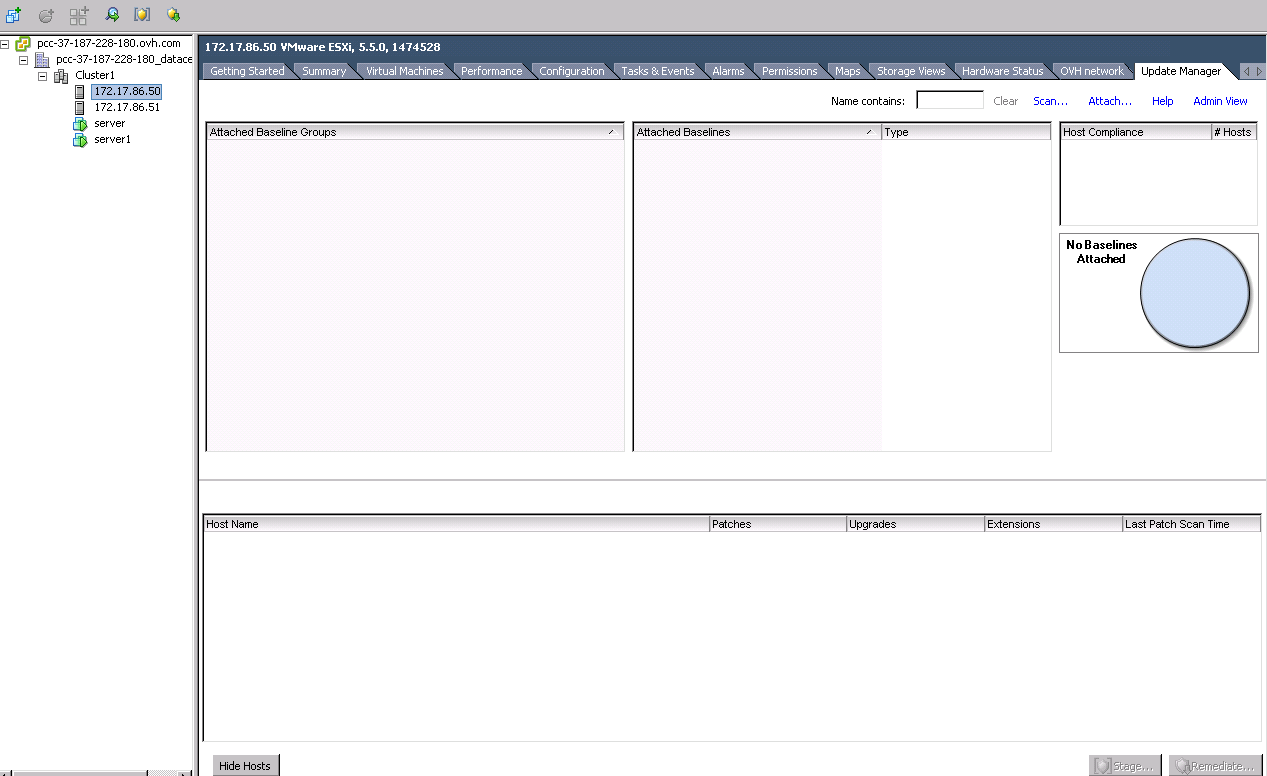 pcc-37-187-228-180.ovh.com
pcc-37-187-228-180_datace
Cluster1
172.17.86.50
172.17.86.51
server
server1
172.17.86.50 VMware ESXi, 5.5.0, 1474528
Getting Started Summary Virtual Machines Performance Configuration Tasks & Events Alarms Permissions Maps Storage Views Hardware Status OVH network Update Manager
Name contains: Clear Scan... Attach... Help Admin View
Attached Baseline Groups
Attached Baselines Type
Host Compliance # Hosts
No Baselines
Attached
Host Name Patches Upgrades Extensions Last Patch Scan Time
Hide Hosts Stage... Remediate...